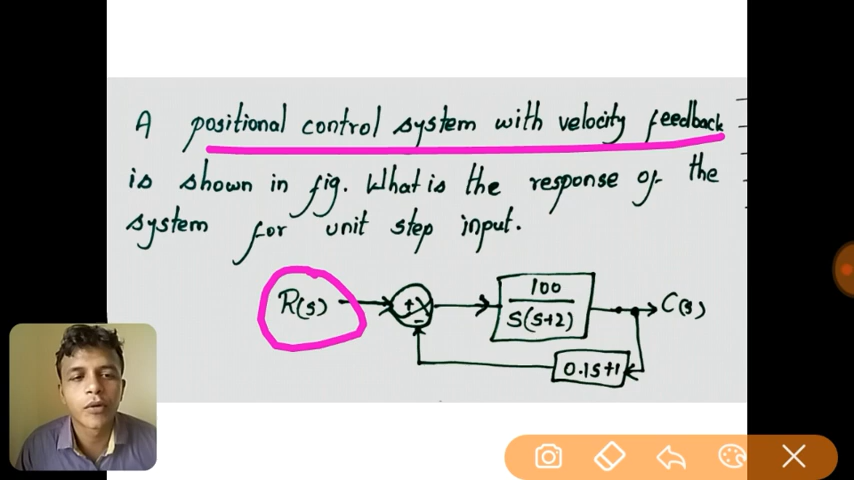 A positional control system with velocity feedback
is shown in fig. What is the response of the
system for unit step input.
R(s)
+
-
100
S(S+2)
C(s)
0.1S+1